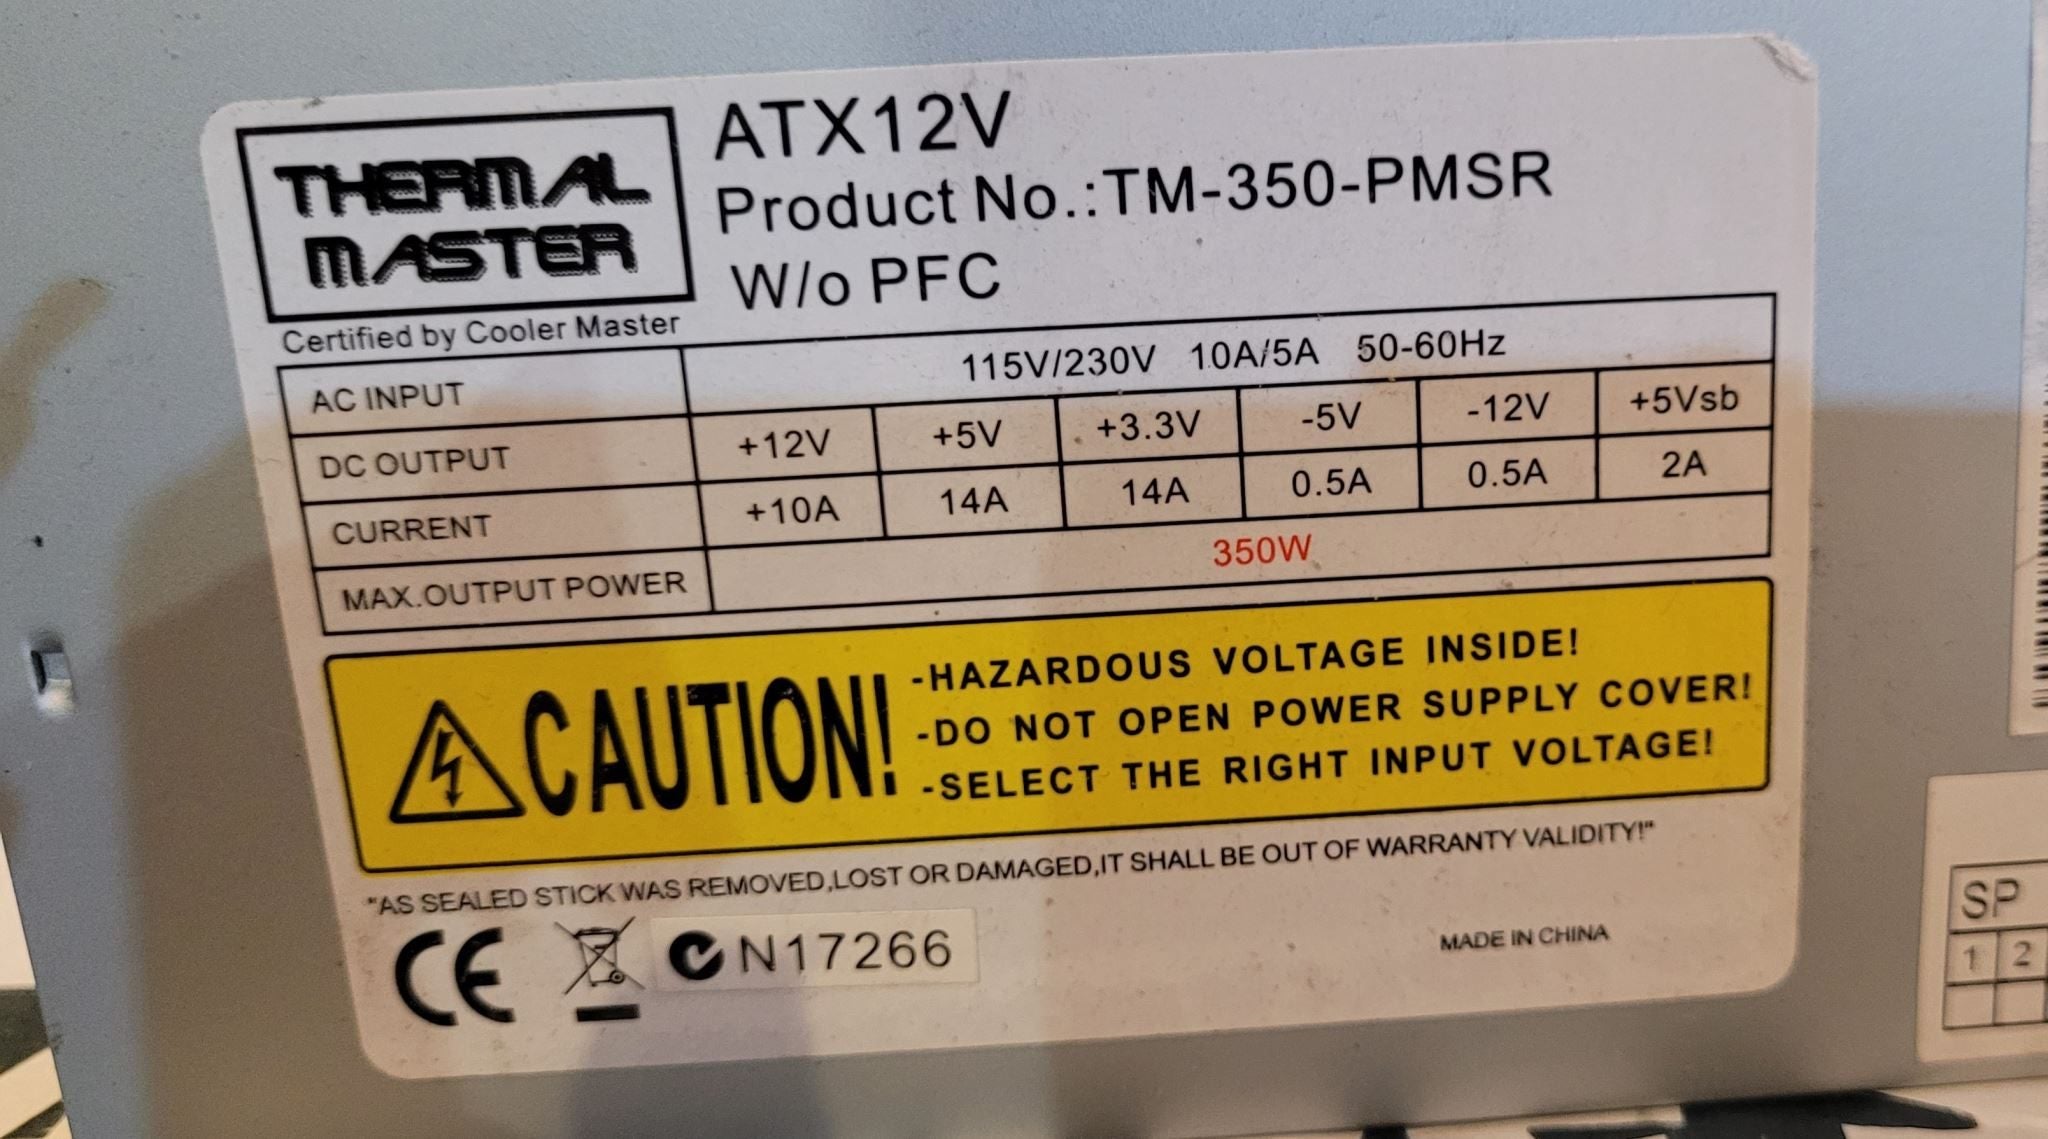 THERMAL
MASTER
Certified by Cooler Master
ATX12V
Product No.:TM-350-PMSR
W/o PFC
AC INPUT 115V/230V 10A/5A 50-60Hz
DC OUTPUT +12V +5V +3.3V -5V -12V +5Vsb
CURRENT +10A 14A 14A 0.5A 0.5A 2A
MAX.OUTPUT POWER 350W
CAUTION!
-HAZARDOUS VOLTAGE INSIDE!
-DO NOT OPEN POWER SUPPLY COVER!
-SELECT THE RIGHT INPUT VOLTAGE!
"AS SEALED STICK WAS REMOVED,LOST OR DAMAGED,IT SHALL BE OUT OF WARRANTY VALIDITY!"
CE N17266
MADE IN CHINA
SP
1 2